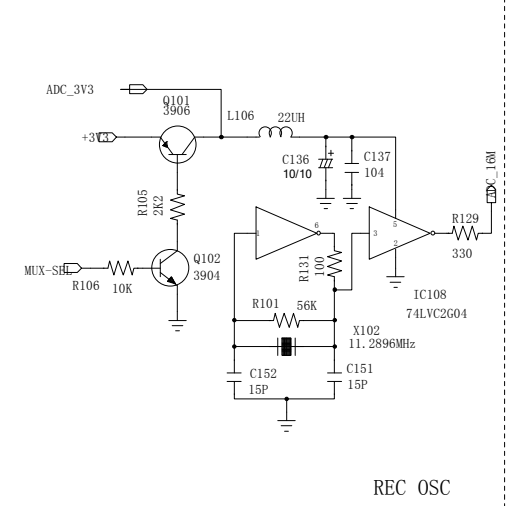 ADC_3V3
Q101
3906
L106
22UH
+3V3
C136
10/10
C137
104
ADC_16M
R105
2K2
1
6
3
5
2
R129
330
R131
100
Q102
3904
MUX-SEL
R106
10K
IC108
74LVC2G04
R101
56K
X102
11.2896MHz
C152
15P
C151
15P
REC OSC